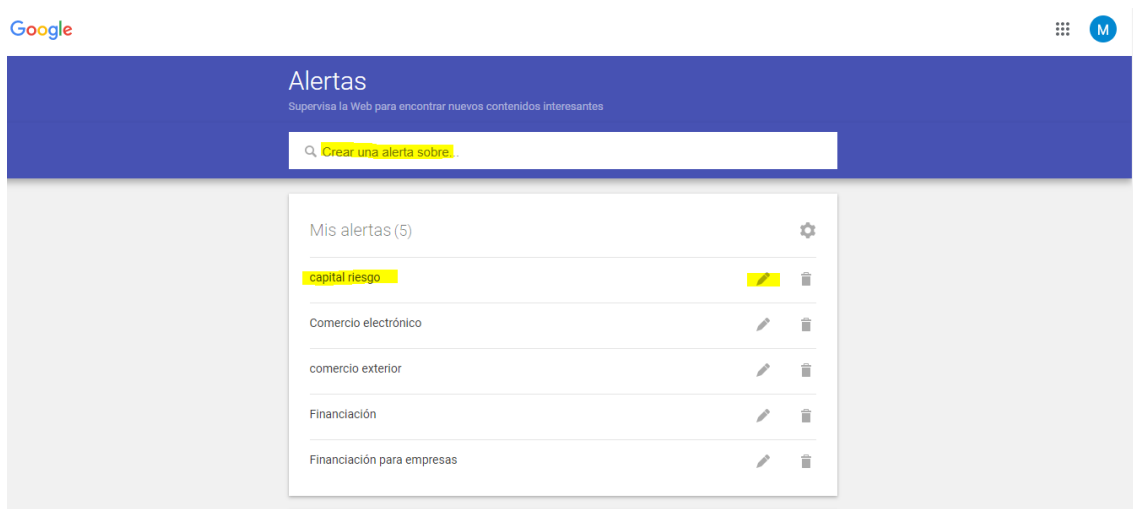 Google
M
Alertas
Supervisa la Web para encontrar nuevos contenidos interesantes
Crear una alerta sobre...
Mis alertas (5)
capital riesgo
Comercio electrónico
comercio exterior
Financiación
Financiación para empresas